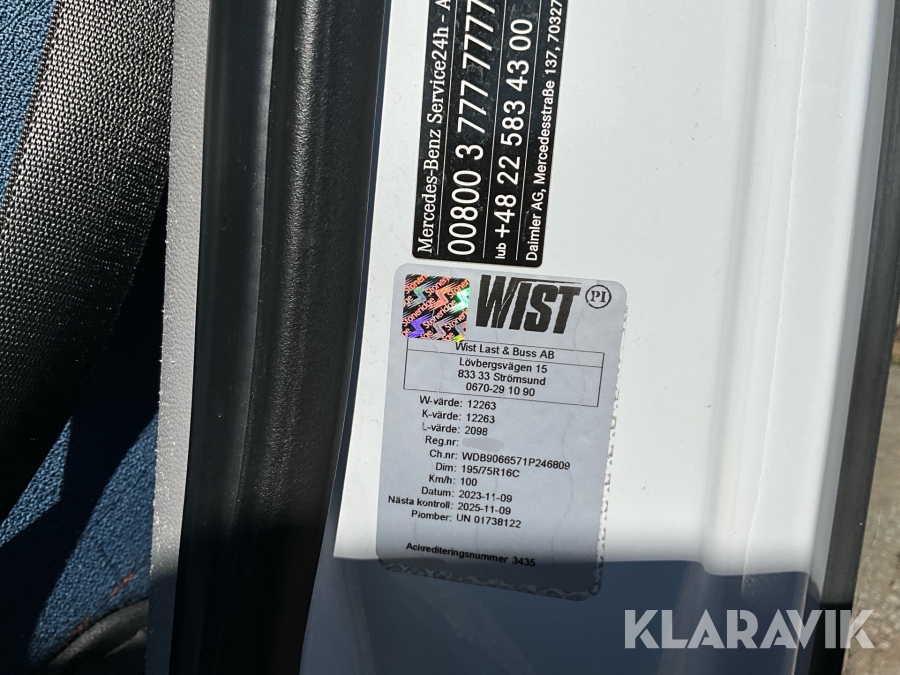 Mercedes-Benz Service24h - A
00800 3 777 7777
lub +48 22 583 43 00
Daimler AG, Mercedesstraße 137, 70327
Stoneridge
WIST PI
Wist Last & Buss AB
Lövbergsvägen 15
833 33 Strömsund
0670-29 10 90
W-värde: 12263
K-värde: 12263
L-värde: 2098
Reg.nr:
Ch.nr: WDB9066571P246809
Dim: 195/75R16C
Km/h: 100
Datum: 2023-11-09
Nästa kontroll: 2025-11-09
Plomber: UN 01738122
Ackrediteringsnummer 3435
KLARAVIK